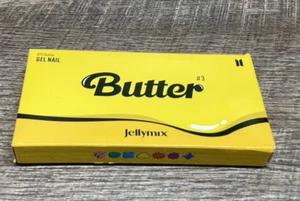 GEL NAIL
Butter
#3
Jellymix